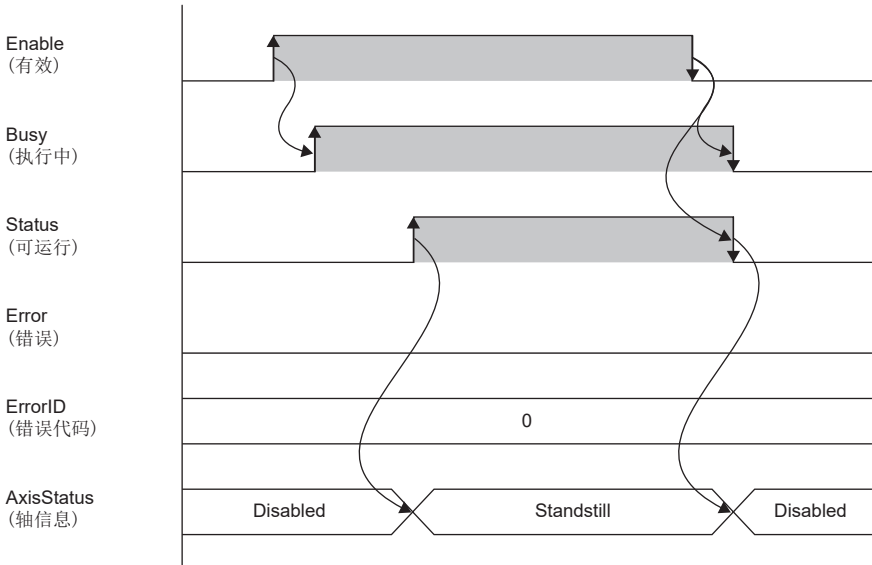 Enable
(有效)
Busy
(执行中)
Status
(可运行)
Error
(错误)
ErrorID
(错误代码)
0
AxisStatus
(轴信息)
Disabled
Standstill
Disabled